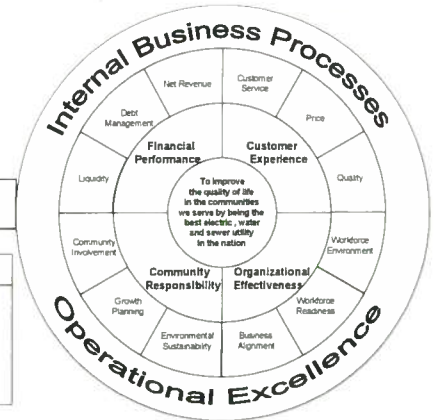 Internal Business Processes
Net Revenue
Customer
Service
Debt
Management
Price
Financial
Performance
Customer
Experience
Liquidity
Quality
To improve
the quality of life
in the communities
we serve by being the
best electric , water
and sewer utility
in the nation
Community
Involvement
Workforce
Environment
Community
Responsibility
Organizational
Effectiveness
Growth
Planning
Workforce
Readiness
Environmental
Sustainability
Business
Alignment
Operational Excellence